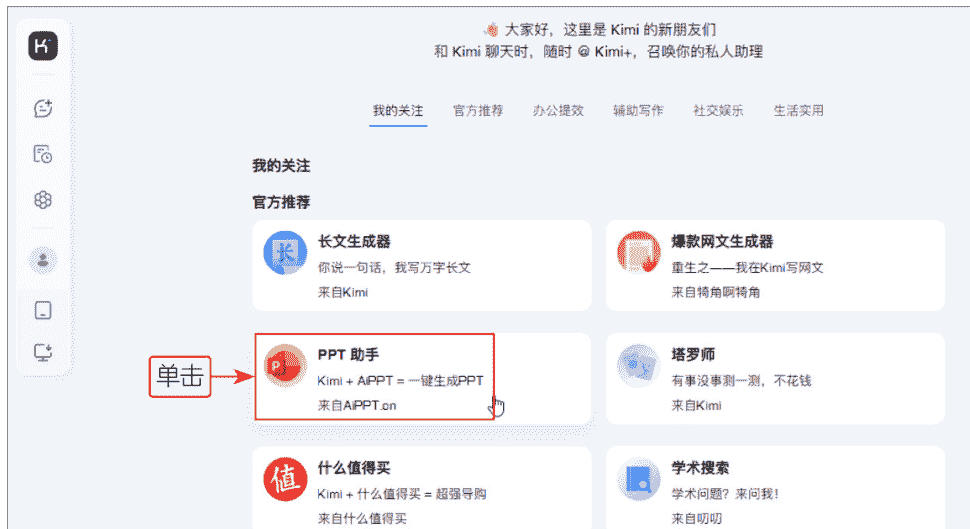 👋 大家好，这里是 Kimi 的新朋友们
和 Kimi 聊天时，随时 @ Kimi+，召唤你的私人助理
我的关注 官方推荐 办公提效 辅助写作 社交娱乐 生活实用
我的关注
官方推荐
长文生成器
你说一句话，我写万字长文
来自Kimi
爆款网文生成器
重生之——我在Kimi写网文
来自犄角啊犄角
单击
PPT 助手
Kimi + AiPPT = 一键生成PPT
来自AiPPT.cn
塔罗师
有事没事测一测，不花钱
来自Kimi
值
什么值得买
Kimi + 什么值得买 = 超强导购
来自什么值得买
学术搜索
学术问题？来问我！
来自叨叨